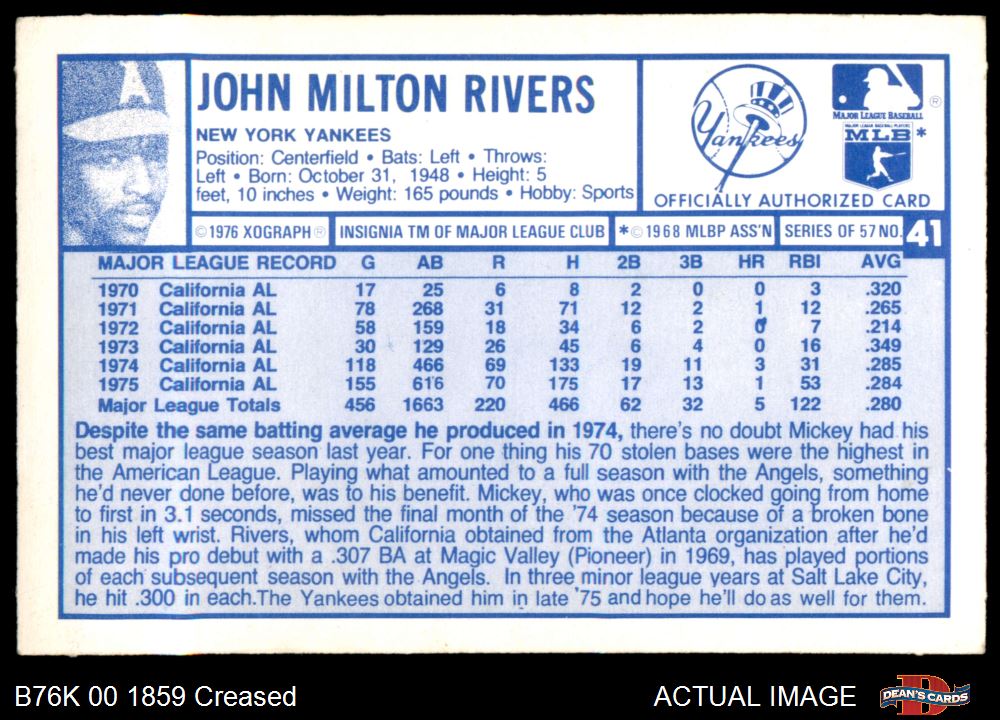 A
JOHN MILTON RIVERS
NEW YORK YANKEES
Position: Centerfield • Bats: Left • Throws:
Left • Born: October 31, 1948 • Height: 5
feet, 10 inches • Weight: 165 pounds • Hobby: Sports
Yankees
MAJOR LEAGUE BASEBALL ®
MAJOR LEAGUE BASEBALL PLAYERS
MLB *
OFFICIALLY AUTHORIZED CARD
©1976 XOGRAPH® INSIGNIA TM OF MAJOR LEAGUE CLUB *©1968 MLBP ASS'N SERIES OF 57 NO. 41
MAJOR LEAGUE RECORD G AB R H 2B 3B HR RBI AVG
1970 California AL 17 25 6 8 2 0 0 3 .320
1971 California AL 78 268 31 71 12 2 1 12 .265
1972 California AL 58 159 18 34 6 2 0 7 .214
1973 California AL 30 129 26 45 6 4 0 16 .349
1974 California AL 118 466 69 133 19 11 3 31 .285
1975 California AL 155 616 70 175 17 13 1 53 .284
Major League Totals 456 1663 220 466 62 32 5 122 .280
Despite the same batting average he produced in 1974, there's no doubt Mickey had his
best major league season last year. For one thing his 70 stolen bases were the highest in
the American League. Playing what amounted to a full season with the Angels, something
he'd never done before, was to his benefit. Mickey, who was once clocked going from home
to first in 3.1 seconds, missed the final month of the '74 season because of a broken bone
in his left wrist. Rivers, whom California obtained from the Atlanta organization after he'd
made his pro debut with a .307 BA at Magic Valley (Pioneer) in 1969, has played portions
of each subsequent season with the Angels. In three minor league years at Salt Lake City,
he hit .300 in each.The Yankees obtained him in late '75 and hope he'll do as well for them.
B76K 00 1859 Creased
ACTUAL IMAGE
DEAN'S CARDS